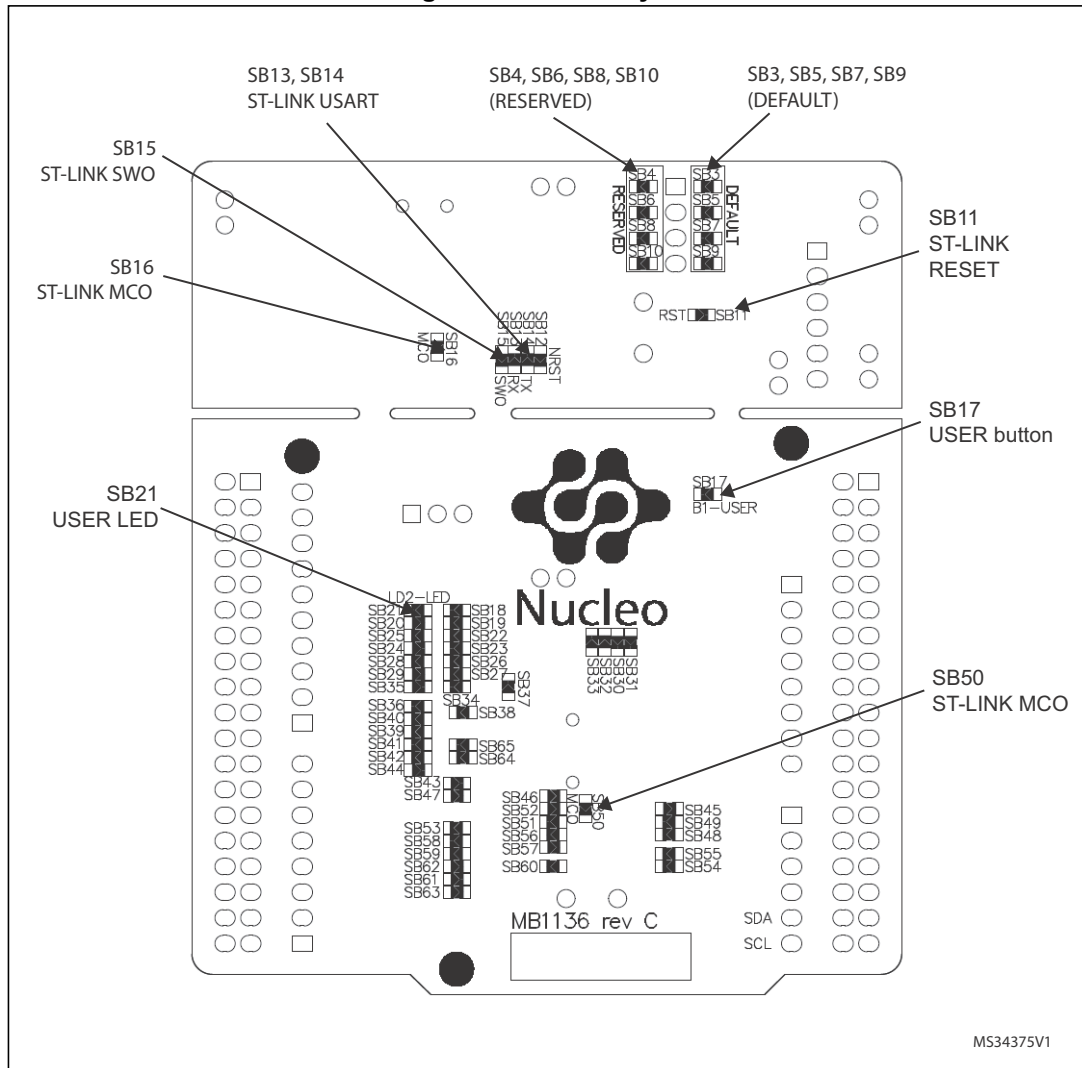 SB13, SB14
ST-LINK USART
SB4, SB6, SB8, SB10
(RESERVED)
SB3, SB5, SB7, SB9
(DEFAULT)
SB15
ST-LINK SWO
SB16
ST-LINK MCO
SB11
ST-LINK
RESET
SB4
SB6
SB8
SB10
RESERVED
SB3
SB5
SB7
SB9
DEFAULT
RST
SB11
MCO
SB16
SB15
SB13
SB14
SB12
SWO
RX
TX
NRST
SB17
USER button
SB17
B1-USER
SB21
USER LED
Nucleo
LD2-LED
SB21
SB20
SB25
SB24
SB28
SB29
SB35
SB18
SB19
SB22
SB23
SB26
SB27
SB34
SB37
SB38
SB33
SB32
SB30
SB31
SB36
SB40
SB39
SB41
SB42
SB44
SB65
SB64
SB43
SB47
SB50
ST-LINK MCO
SB46
SB52
SB51
SB56
SB57
SB60
MCO
SB50
SB45
SB49
SB48
SB55
SB54
SB53
SB58
SB59
SB62
SB61
SB63
MB1136 rev C
SDA
SCL
MS34375V1